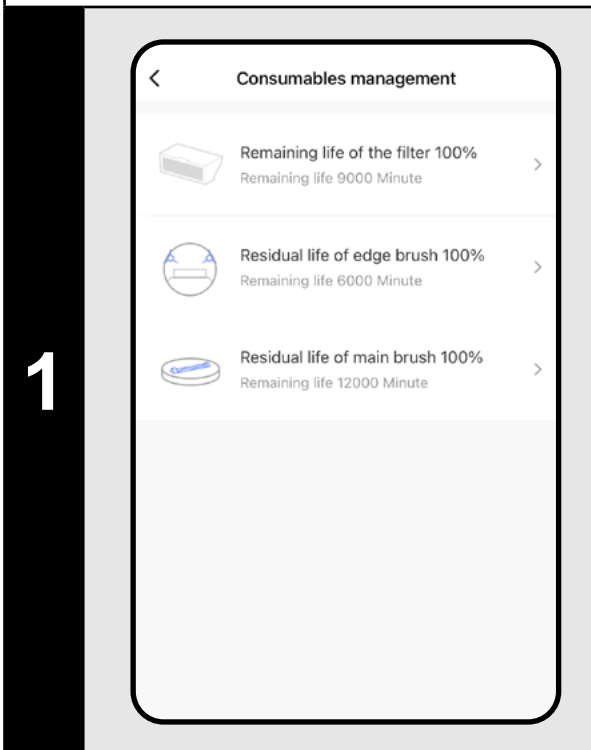 1
Consumables management
Remaining life of the filter 100%
Remaining life 9000 Minute
Residual life of edge brush 100%
Remaining life 6000 Minute
Residual life of main brush 100%
Remaining life 12000 Minute